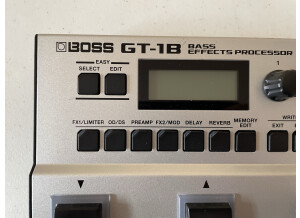 BOSS GT-1B BASS
EFFECTS PROCESSOR
EASY
SELECT EDIT
1
FX1/LIMITER OD/DS PREAMP FX2/MOD DELAY REVERB MEMORY
EDIT
EXIT